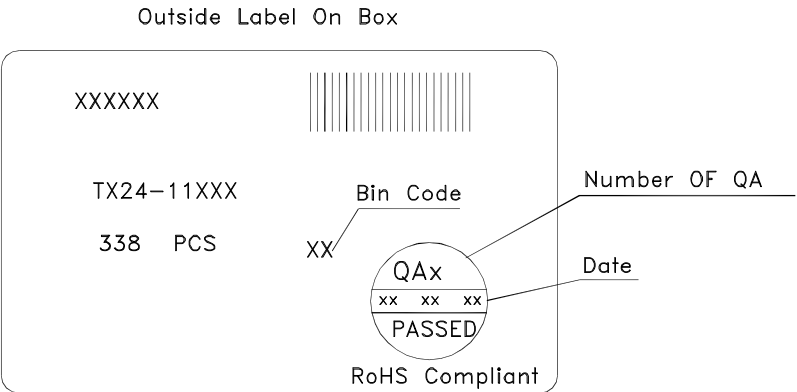 Outside Label On Box
XXXXXX
TX24-11XXX
338 PCS
Bin Code
XX
Number OF QA
QAx
Date
xx xx xx
PASSED
RoHS Compliant